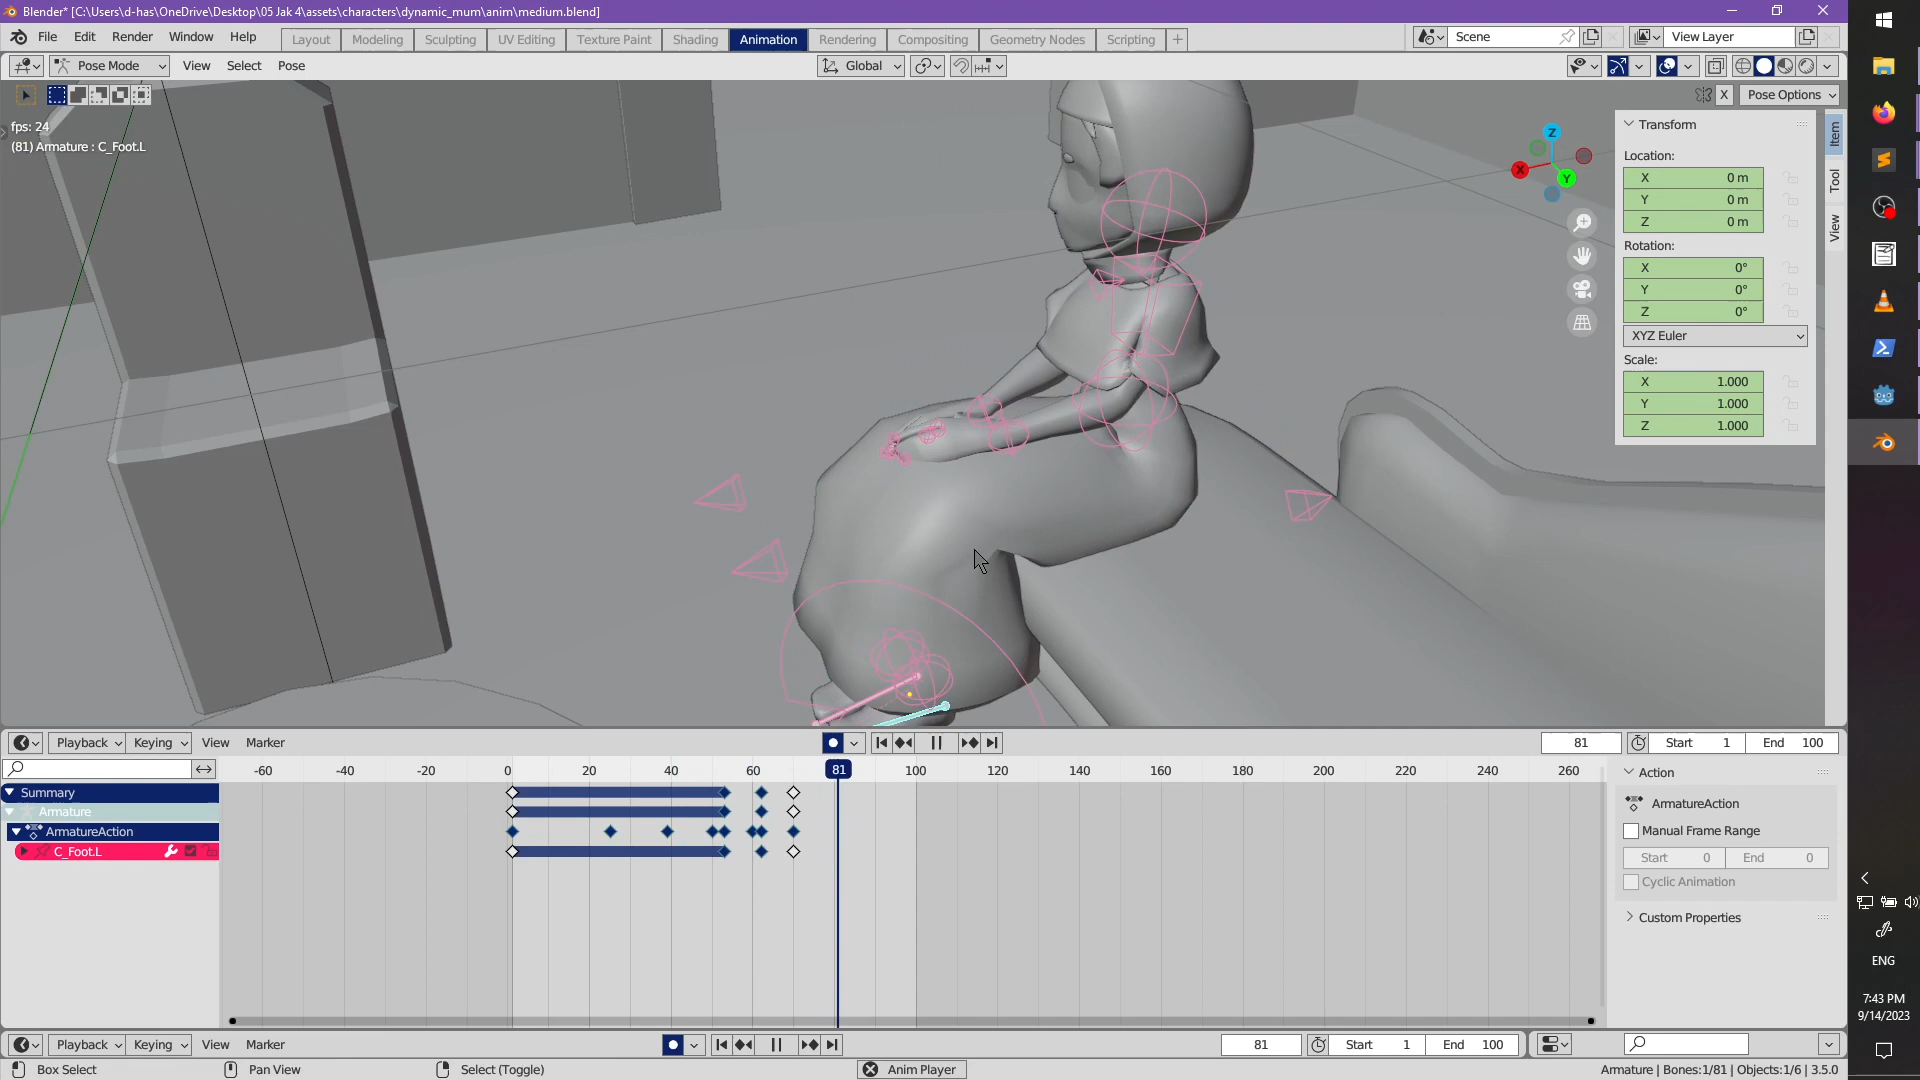 Blender* [C:\Users\d-has\OneDrive\Desktop\05 Jak 4\assets\characters\dynamic_mum\anim\medium.blend]
File Edit Render Window Help Layout Modeling Sculpting UV Editing Texture Paint Shading Animation Rendering Compositing Geometry Nodes Scripting + Scene View Layer
Pose Mode View Select Pose Global
X Pose Options
fps: 24
(81) Armature : C_Foot.L
Z
X
Y
Transform
Location:
X 0 m
Y 0 m
Z 0 m
Rotation:
X 0°
Y 0°
Z 0°
XYZ Euler
Scale:
X 1.000
Y 1.000
Z 1.000
Item
Tool
View
Playback Keying View Marker 81 Start 1 End 100
-60 -40 -20 0 20 40 60 81 100 120 140 160 180 200 220 240 260
Summary
Armature
ArmatureAction
C_Foot.L
Action
ArmatureAction
Manual Frame Range
Start 0 End 0
Cyclic Animation
Custom Properties
Playback Keying View Marker 81 Start 1 End 100
Box Select Pan View Select (Toggle) Anim Player Armature | Bones:1/81 | Objects:1/6 | 3.5.0
ENG
7:43 PM
9/14/2023